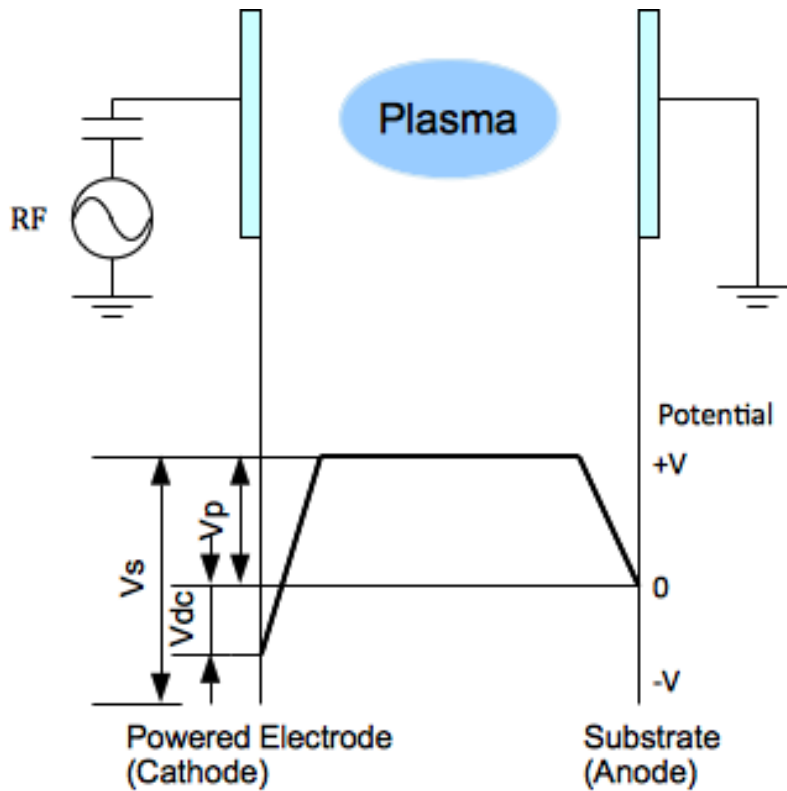 Plasma
RF
Potential
+V
Vp
Vs
0
Vdc
-V
Powered Electrode
(Cathode)
Substrate
(Anode)